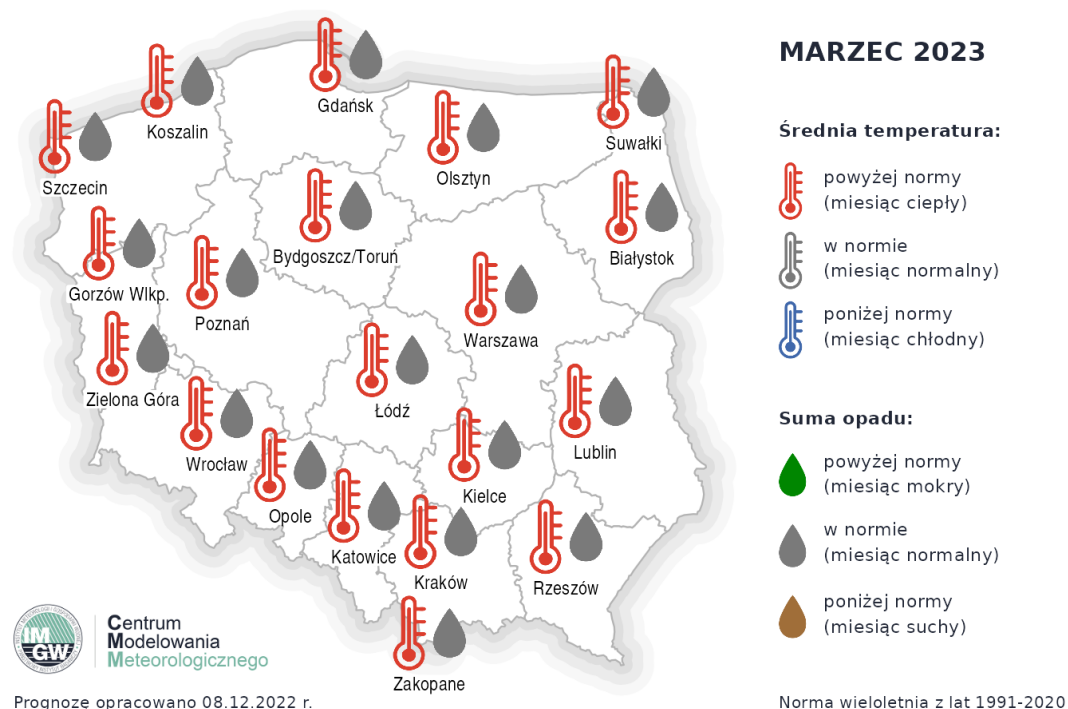 MARZEC 2023
Średnia temperatura:
powyżej normy
(miesiąc ciepły)
w normie
(miesiąc normalny)
poniżej normy
(miesiąc chłodny)
Suma opadu:
powyżej normy
(miesiąc mokry)
w normie
(miesiąc normalny)
poniżej normy
(miesiąc suchy)
Gdańsk
Koszalin
Suwałki
Olsztyn
Szczecin
Bydgoszcz/Toruń
Białystok
Gorzów Wlkp.
Poznań
Warszawa
Zielona Góra
Łódź
Lublin
Wrocław
Kielce
Opole
Katowice
Kraków
Rzeszów
Zakopane
IM
GW
Centrum
Modelowania
Meteorologicznego
Prognozę opracowano 08.12.2022 r.
Norma wieloletnia z lat 1991-2020